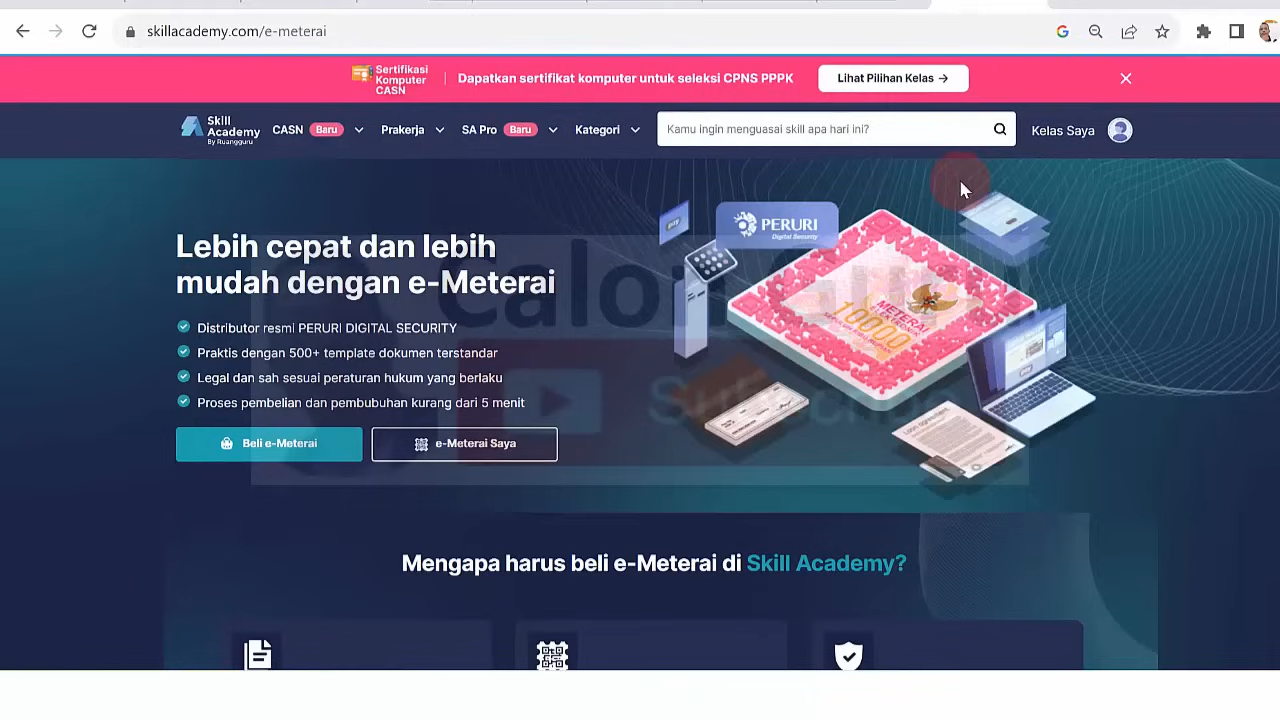 skillacademy.com/e-meterai
Sertifikasi
Komputer
CASN
Dapatkan sertifikat komputer untuk seleksi CPNS PPPK
Lihat Pilihan Kelas →
Skill
Academy
By Ruangguru
CASN Baru
Prakerja
SA Pro Baru
Kategori
Kamu ingin menguasai skill apa hari ini?
Kelas Saya
Lebih cepat dan lebih
mudah dengan e-Meterai
Distributor resmi PERURI DIGITAL SECURITY
Praktis dengan 500+ template dokumen terstandar
Legal dan sah sesuai peraturan hukum yang berlaku
Proses pembelian dan pembubuhan kurang dari 5 menit
Beli e-Meterai
e-Meterai Saya
PERURI
Digital Security
METERAI
ELEKTRONIK
10000
Calon
Mengapa harus beli e-Meterai di Skill Academy?